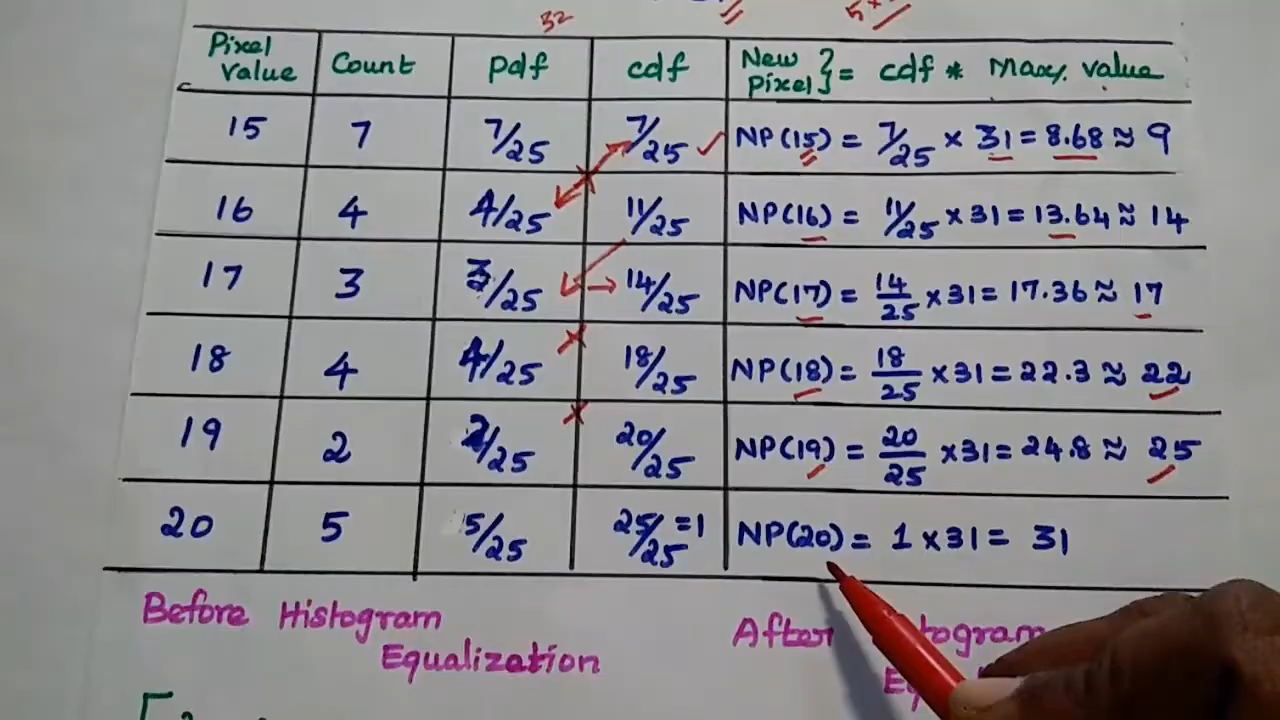 32
5 ×
Pixel Value Count Pdf cdf New Pixel } = cdf * Max. value
15 7 7/25 7/25 NP(15) = 7/25 × 31 = 8.68 ≈ 9
16 4 4/25 11/25 NP(16) = 11/25 × 31 = 13.64 ≈ 14
17 3 3/25 14/25 NP(17) = 14/25 × 31 = 17.36 ≈ 17
18 4 4/25 18/25 NP(18) = 18/25 × 31 = 22.3 ≈ 22
19 2 2/25 20/25 NP(19) = 20/25 × 31 = 24.8 ≈ 25
20 5 5/25 25/25 = 1 NP(20) = 1 × 31 = 31
Before Histogram
Equalization
After